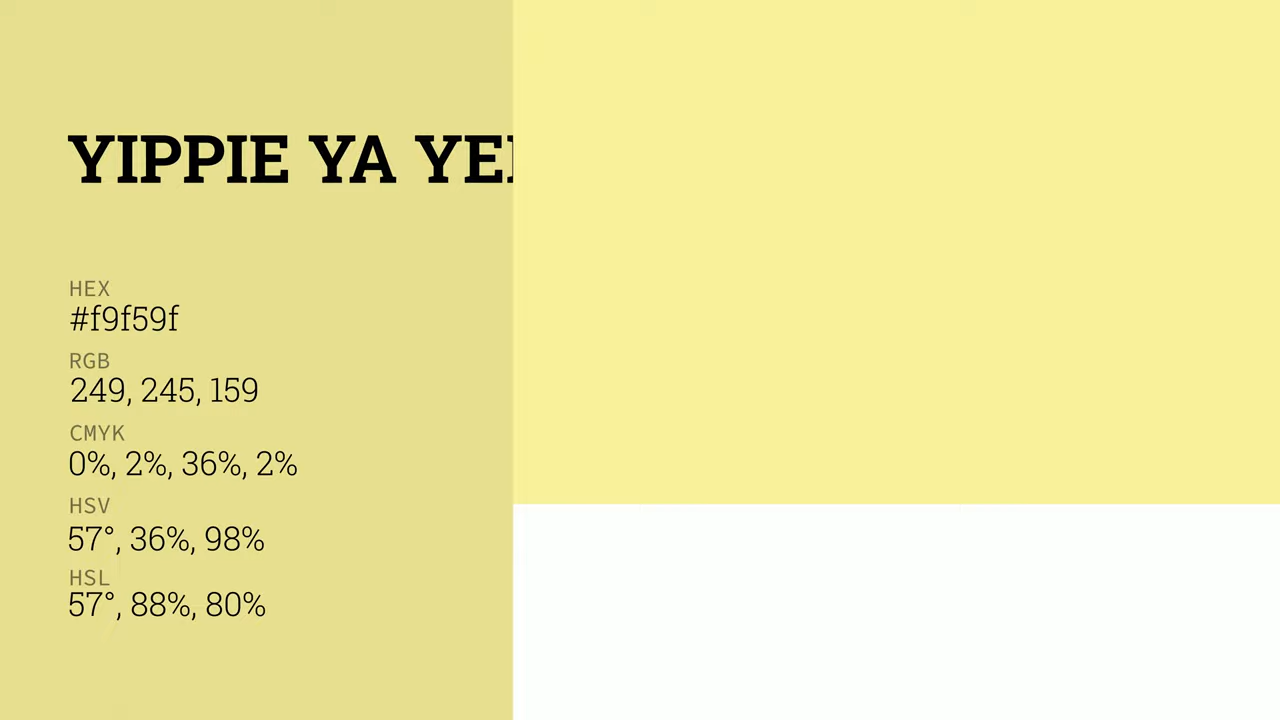 YIPPIE YA YE
HEX
#f9f59f
RGB
249, 245, 159
CMYK
0%, 2%, 36%, 2%
HSV
57°, 36%, 98%
HSL
57°, 88%, 80%